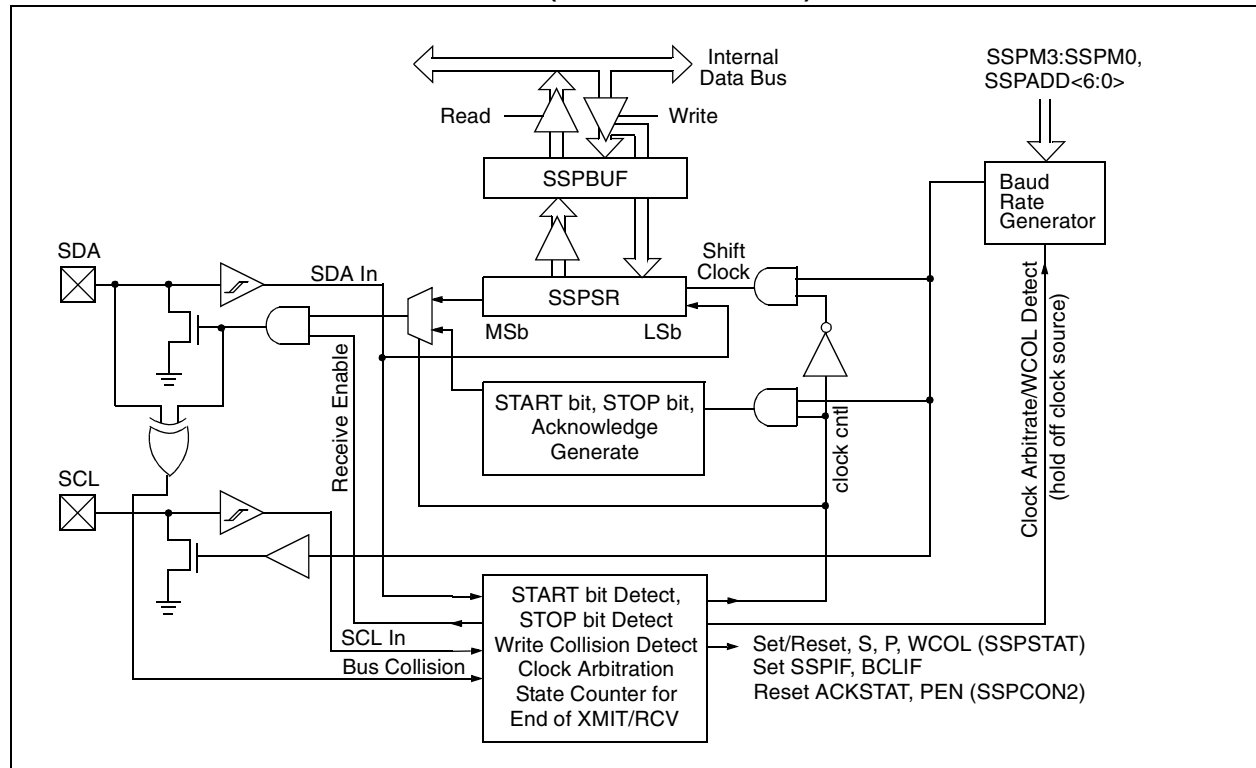 Internal
Data Bus
SSPM3:SSPM0,
SSPADD<6:0>
Read
Write
SSPBUF
Baud
Rate
Generator
SDA
SDA In
Shift
Clock
SSPSR
MSb
LSb
Receive Enable
START bit, STOP bit,
Acknowledge
Generate
clock cntl
Clock Arbitrate/WCOL Detect
(hold off clock source)
SCL
START bit Detect,
STOP bit Detect
Write Collision Detect
Clock Arbitration
State Counter for
End of XMIT/RCV
SCL In
Bus Collision
Set/Reset, S, P, WCOL (SSPSTAT)
Set SSPIF, BCLIF
Reset ACKSTAT, PEN (SSPCON2)